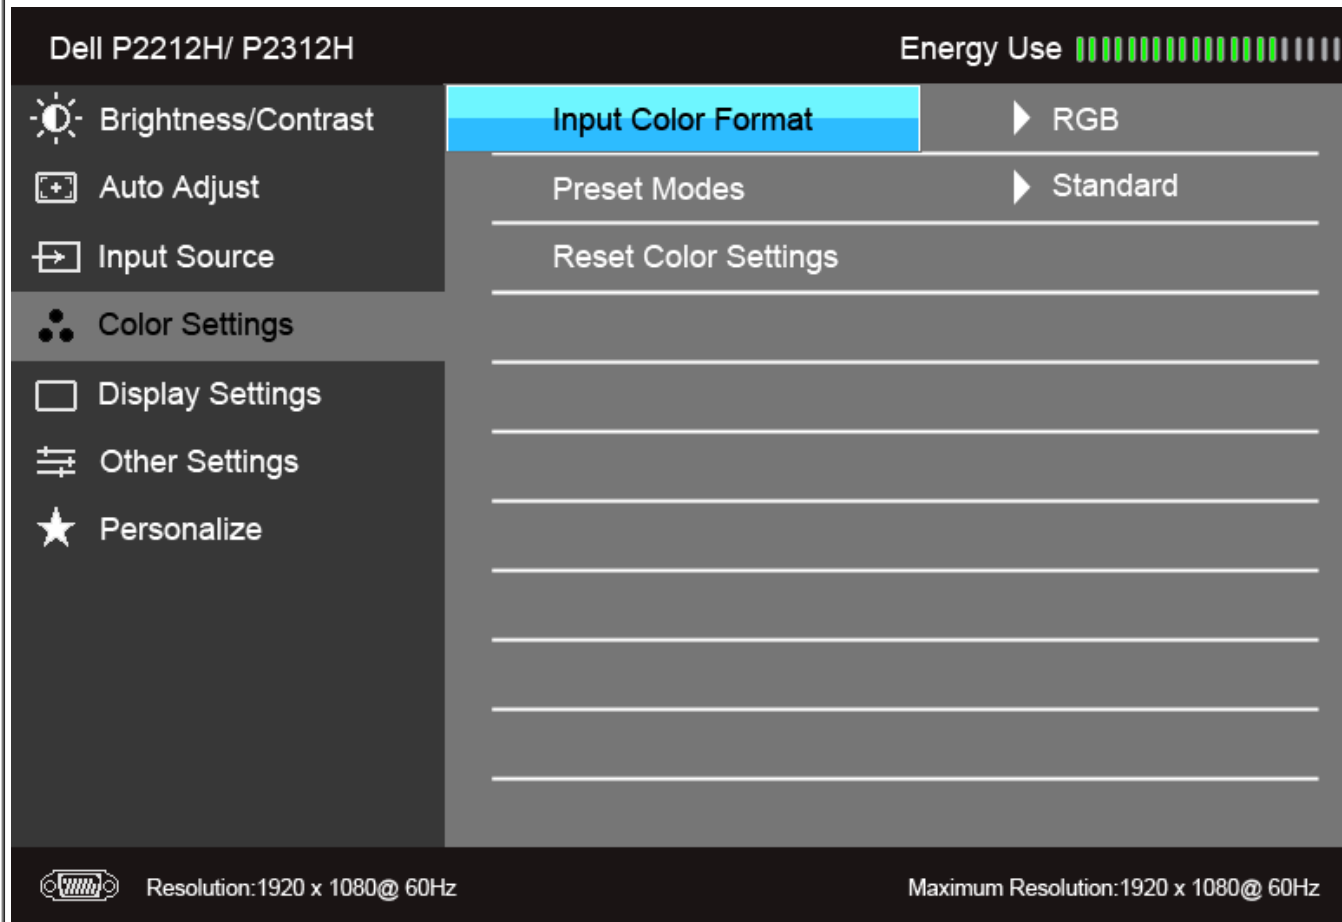 Dell P2212H/ P2312H
Energy Use
Brightness/Contrast
Auto Adjust
Input Source
Color Settings
Display Settings
Other Settings
Personalize
Input Color Format
RGB
Preset Modes
Standard
Reset Color Settings
Resolution:1920 x 1080@ 60Hz
Maximum Resolution:1920 x 1080@ 60Hz